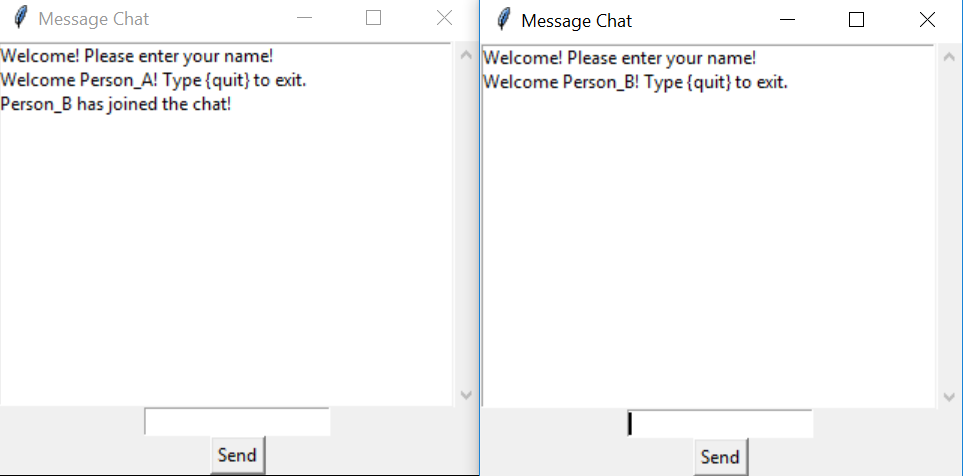 Message Chat
Welcome! Please enter your name!
Welcome Person_A! Type {quit} to exit.
Person_B has joined the chat!
Send
Message Chat
Welcome! Please enter your name!
Welcome Person_B! Type {quit} to exit.
Send